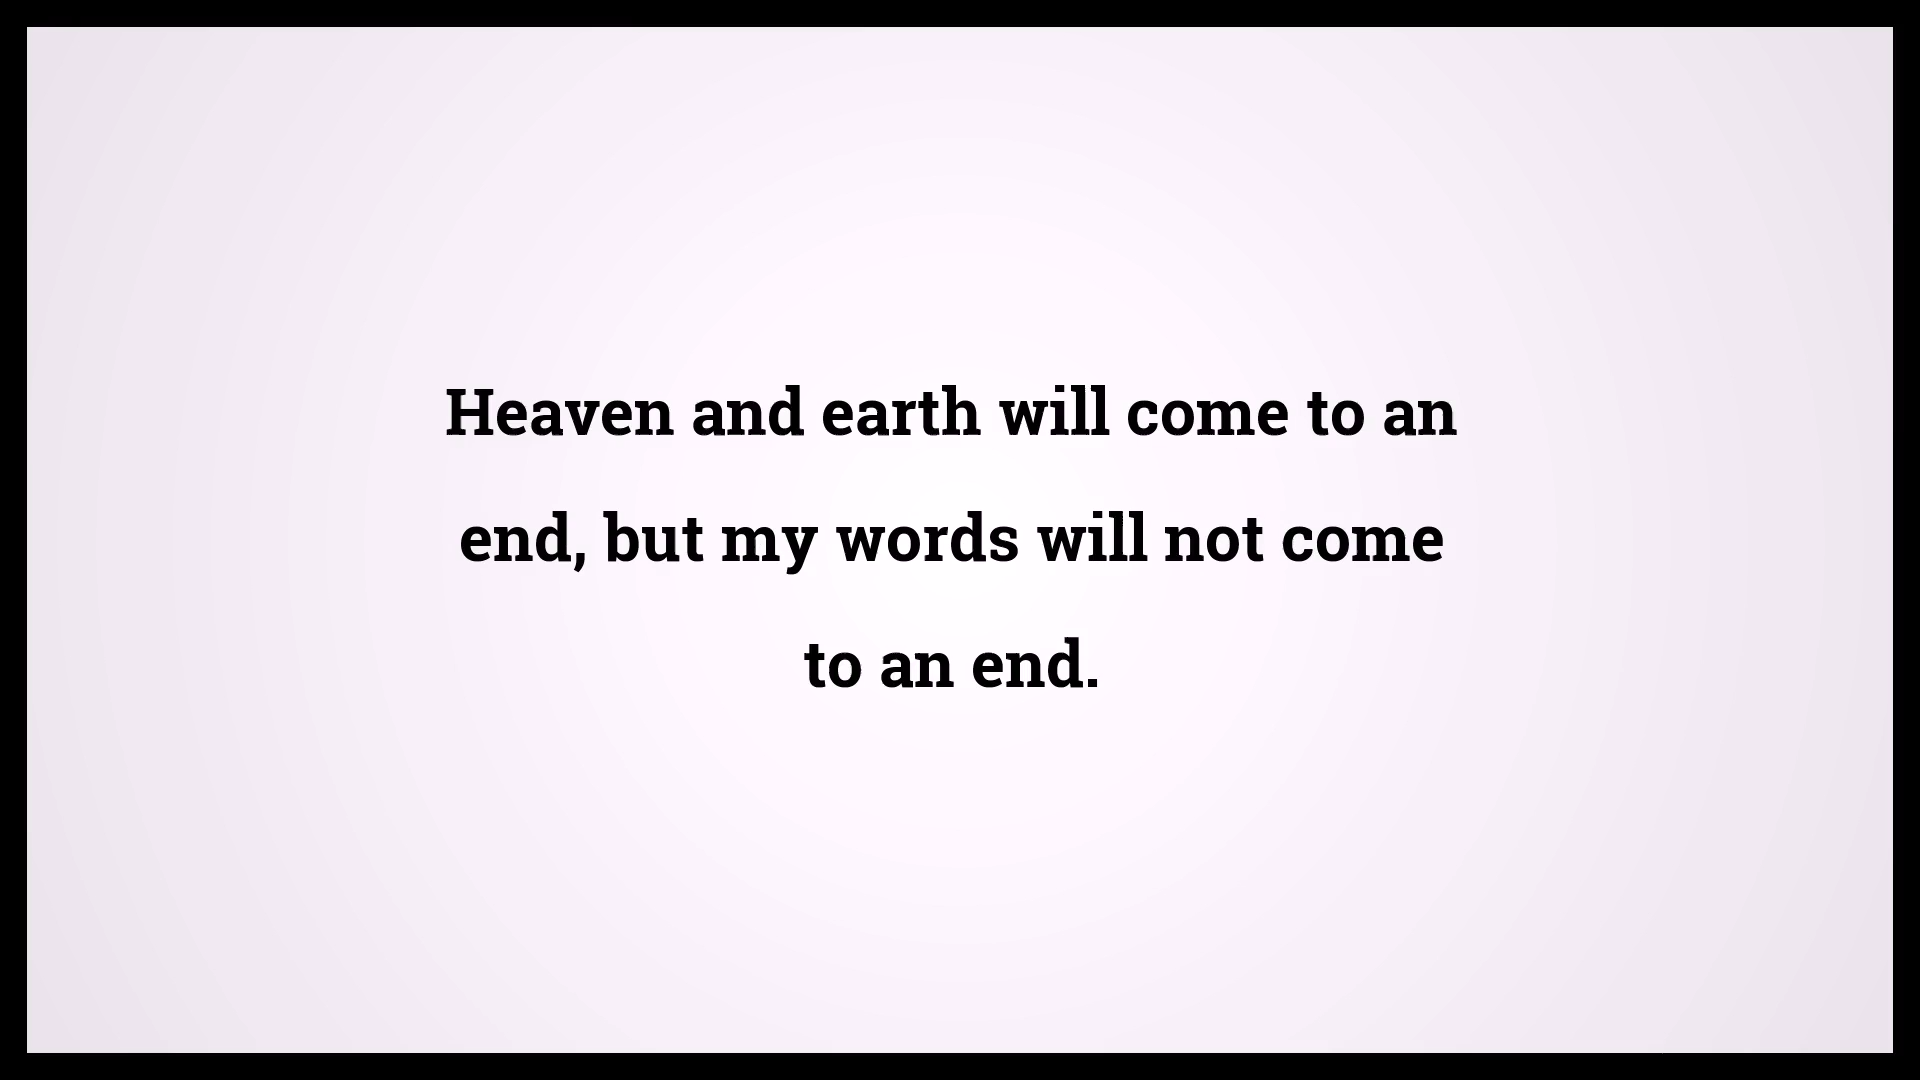 Heaven and earth will come to an
end, but my words will not come
to an end.